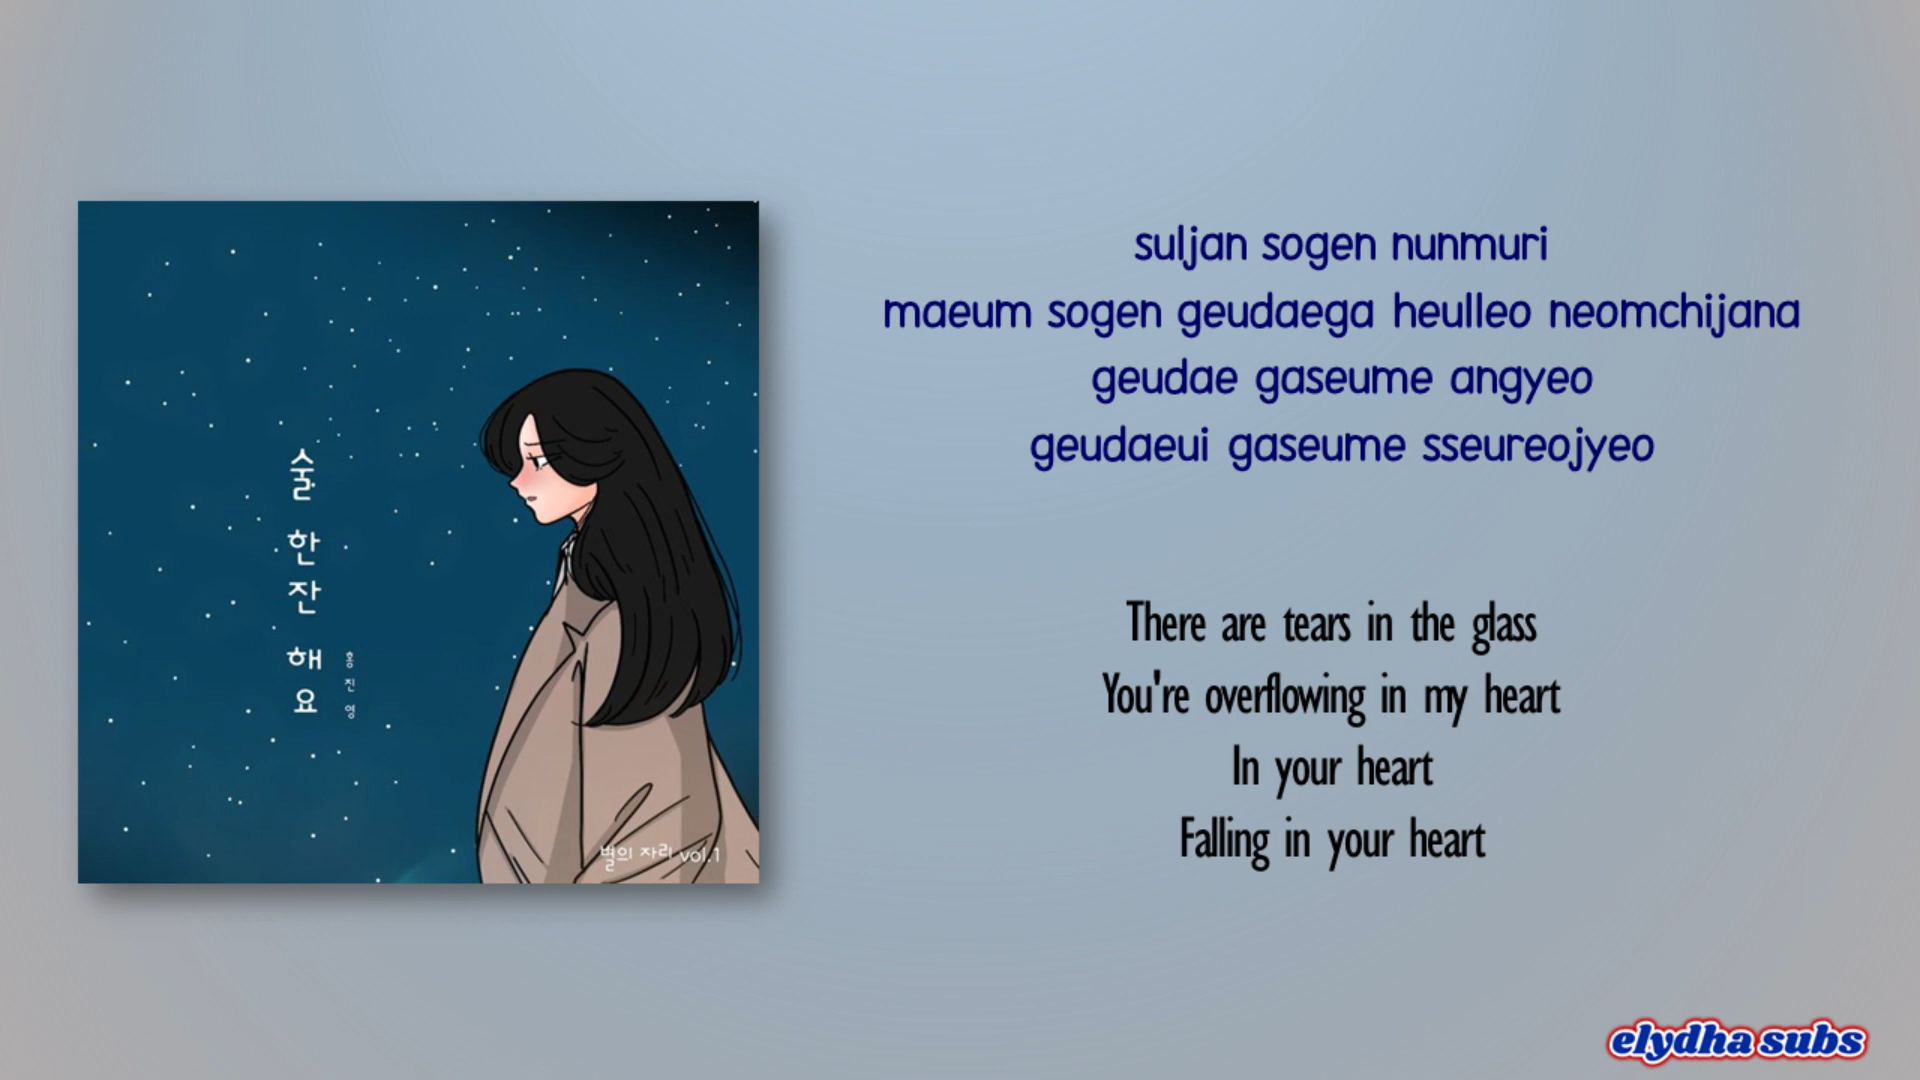 술 한 잔 해 요
홍 진 영
별의 자리 vol.1
suljan sogen nunmuri
maeum sogen geudaega heulleo neomchijana
geudae gaseume angyeo
geudaeui gaseume sseureojyeo
There are tears in the glass
You're overflowing in my heart
In your heart
Falling in your heart
elydha subs